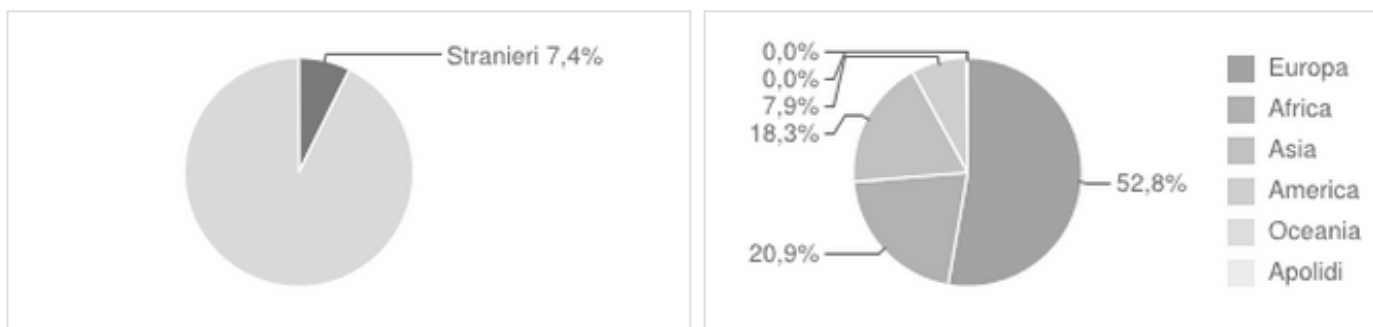 Stranieri 7,4%
0,0%
0,0%
7,9%
18,3%
20,9%
52,8%
Europa
Africa
Asia
America
Oceania
Apolidi